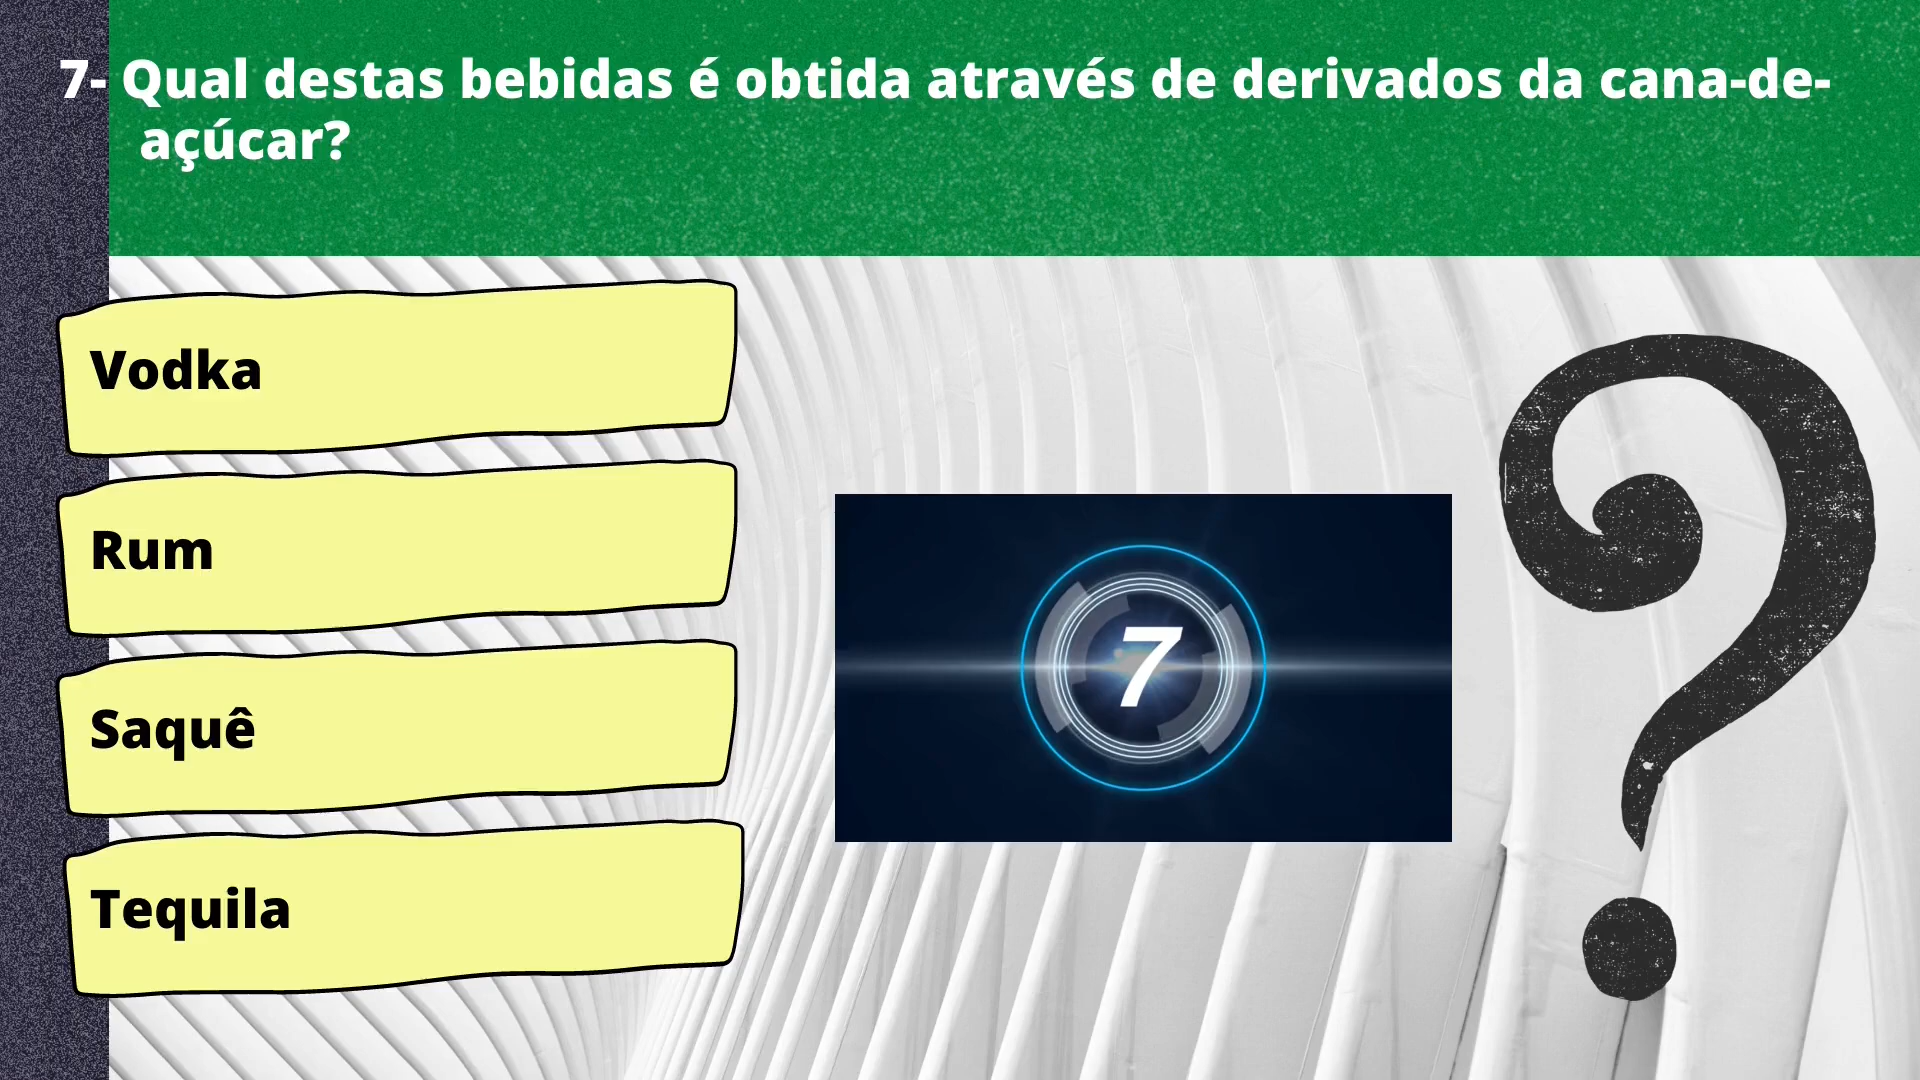 7- Qual destas bebidas é obtida através de derivados da cana-de-
açúcar?
Vodka
Rum
Saquê
Tequila
7